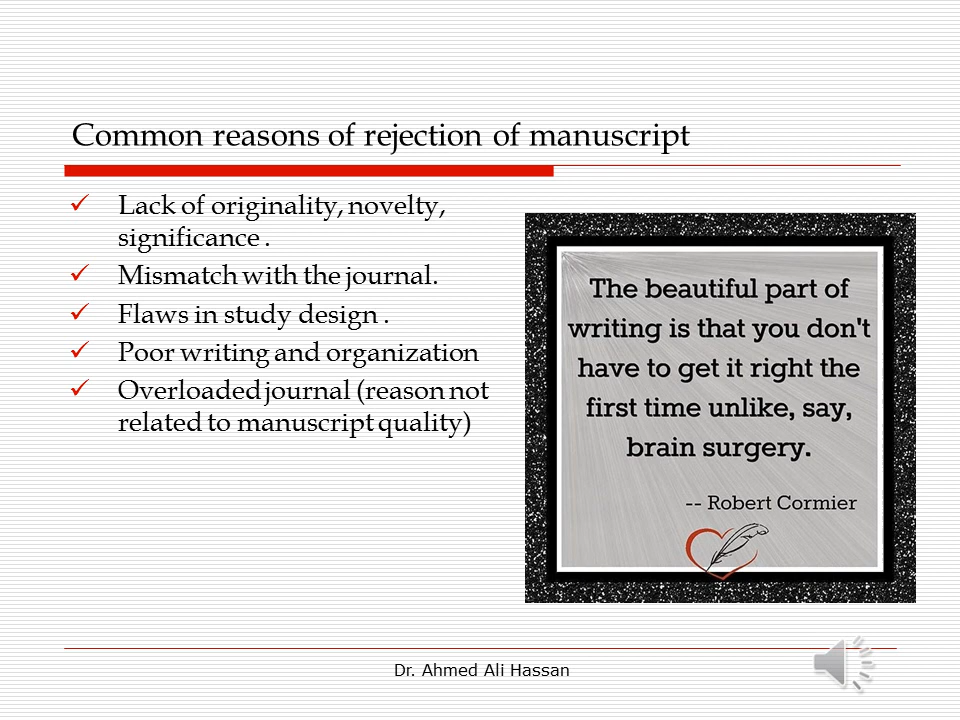 Common reasons of rejection of manuscript
Lack of originality, novelty,
significance .
Mismatch with the journal.
Flaws in study design .
Poor writing and organization
Overloaded journal (reason not
related to manuscript quality)
The beautiful part of
writing is that you don't
have to get it right the
first time unlike, say,
brain surgery.
-- Robert Cormier
Dr. Ahmed Ali Hassan